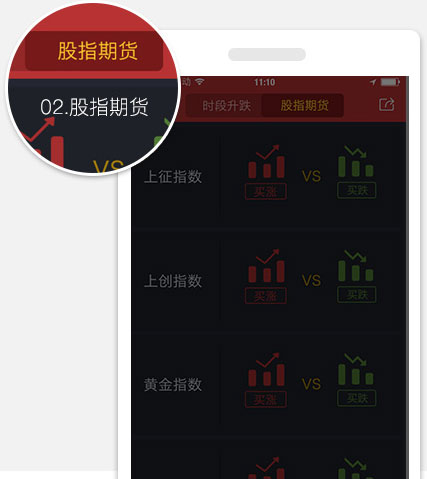 股指期货
02.股指期货
动 11:10
时段升跌 股指期货
上征指数 买涨 VS 买跌
上创指数 买涨 VS 买跌
黄金指数 买涨 VS 买跌
VS